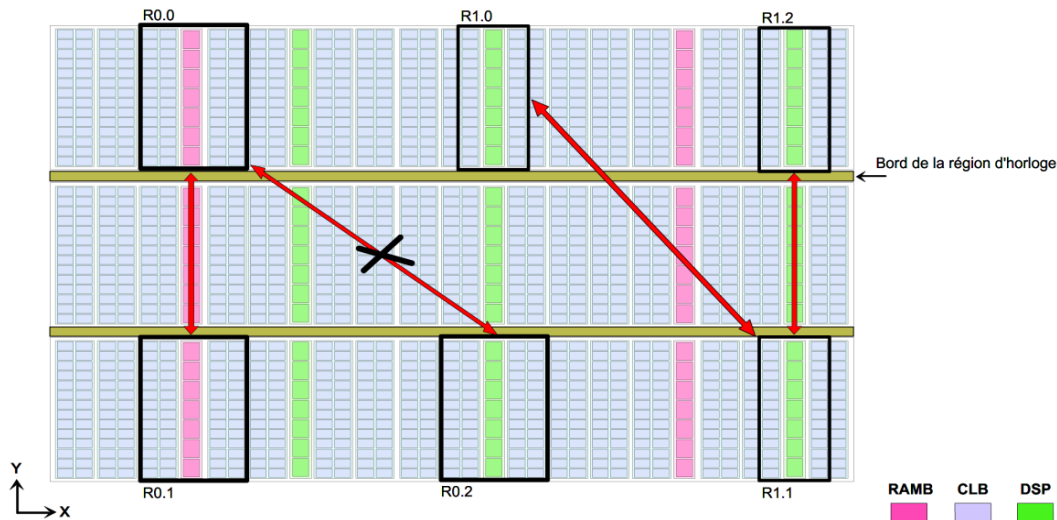 R0.0
R1.0
R1.2
Bord de la région d'horloge
R0.1
R0.2
R1.1
Y
X
RAMB
CLB
DSP